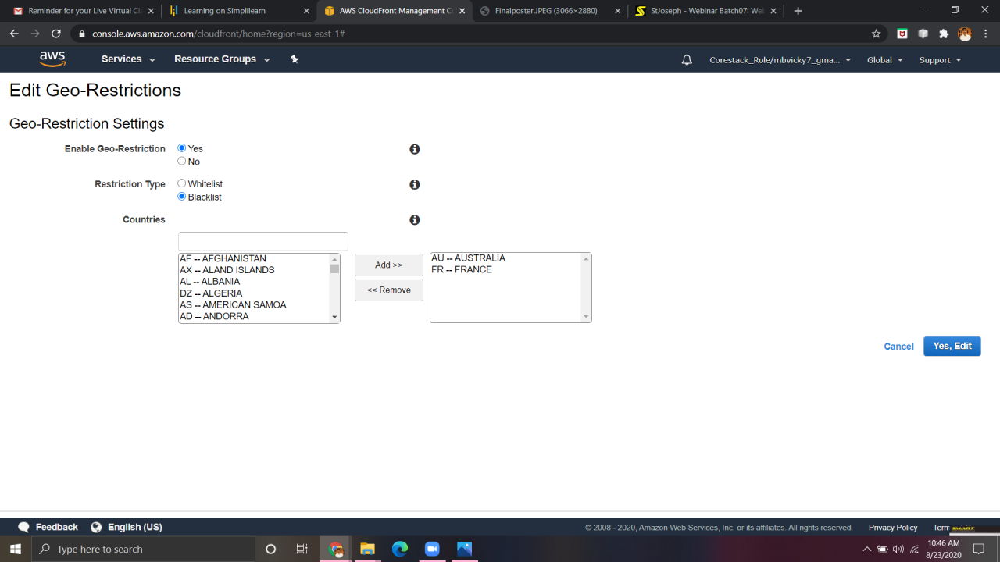 Reminder for your Live Virtual Cl
Learning on Simplilearn
AWS CloudFront Management C
Finalposter.JPEG (3066×2880)
StJoseph - Webinar Batch07: We
console.aws.amazon.com/cloudfront/home?region=us-east-1#
aws
Services
Resource Groups
Corestack_Role/mbvicky7_gma...
Global
Support
Edit Geo-Restrictions
Geo-Restriction Settings
Enable Geo-Restriction
Yes
No
Restriction Type
Whitelist
Blacklist
Countries
AF -- AFGHANISTAN
AX -- ALAND ISLANDS
AL -- ALBANIA
DZ -- ALGERIA
AS -- AMERICAN SAMOA
AD -- ANDORRA
Add >>
<< Remove
AU -- AUSTRALIA
FR -- FRANCE
Cancel
Yes, Edit
Feedback
English (US)
© 2008 - 2020, Amazon Web Services, Inc. or its affiliates. All rights reserved.
Privacy Policy
Type here to search
10:46 AM
8/23/2020